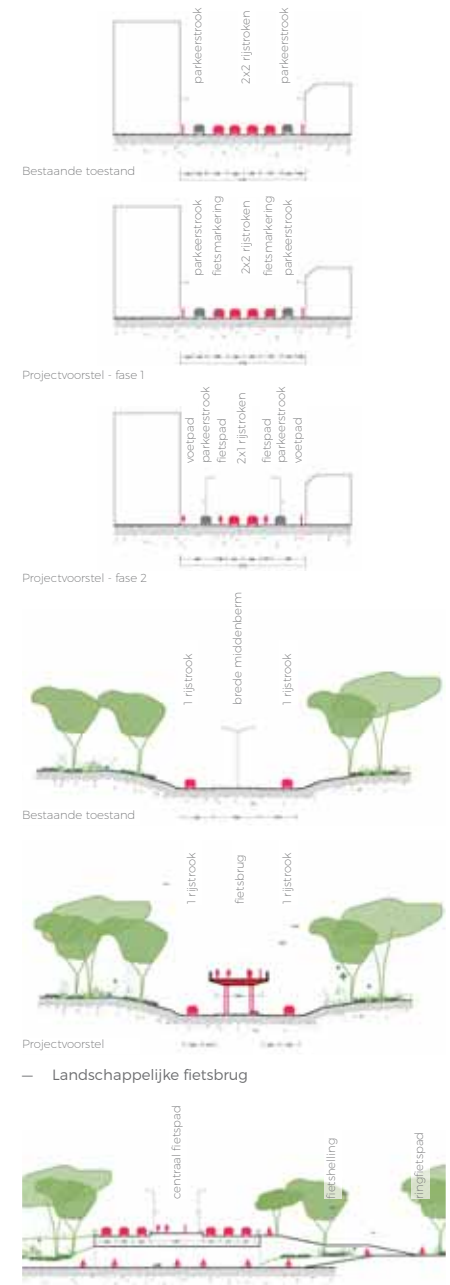 parkeerstrook
2x2 rijstroken
parkeerstrook
Bestaande toestand
parkeerstrook
fietsmarkering
2x2 rijstroken
fietsmarkering
parkeerstrook
Projectvoorstel - fase 1
voetpad
parkeerstrook
fietspad
2x1 rijstroken
fietspad
parkeerstrook
voetpad
Projectvoorstel - fase 2
1 rijstrook
brede middenberm
1 rijstrook
Bestaande toestand
1 rijstrook
fietsbrug
1 rijstrook
Projectvoorstel
— Landschappelijke fietsbrug
centraal fietspad
fietshelling
ringfietspad